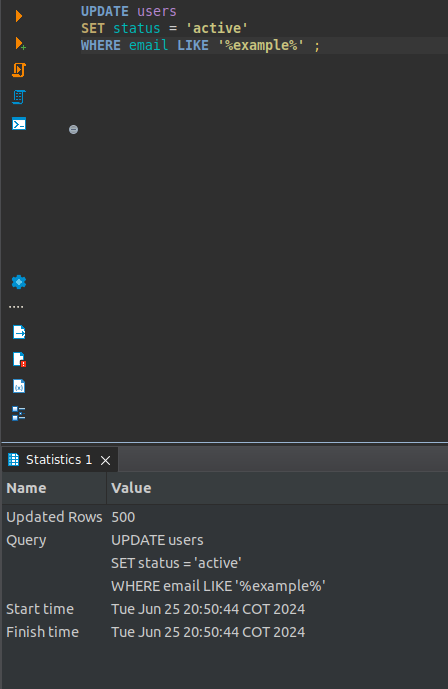 UPDATE users
SET status = 'active'
WHERE email LIKE '%example%' ;
Statistics 1
Name Value
Updated Rows 500
Query UPDATE users
SET status = 'active'
WHERE email LIKE '%example%'
Start time Tue Jun 25 20:50:44 COT 2024
Finish time Tue Jun 25 20:50:44 COT 2024